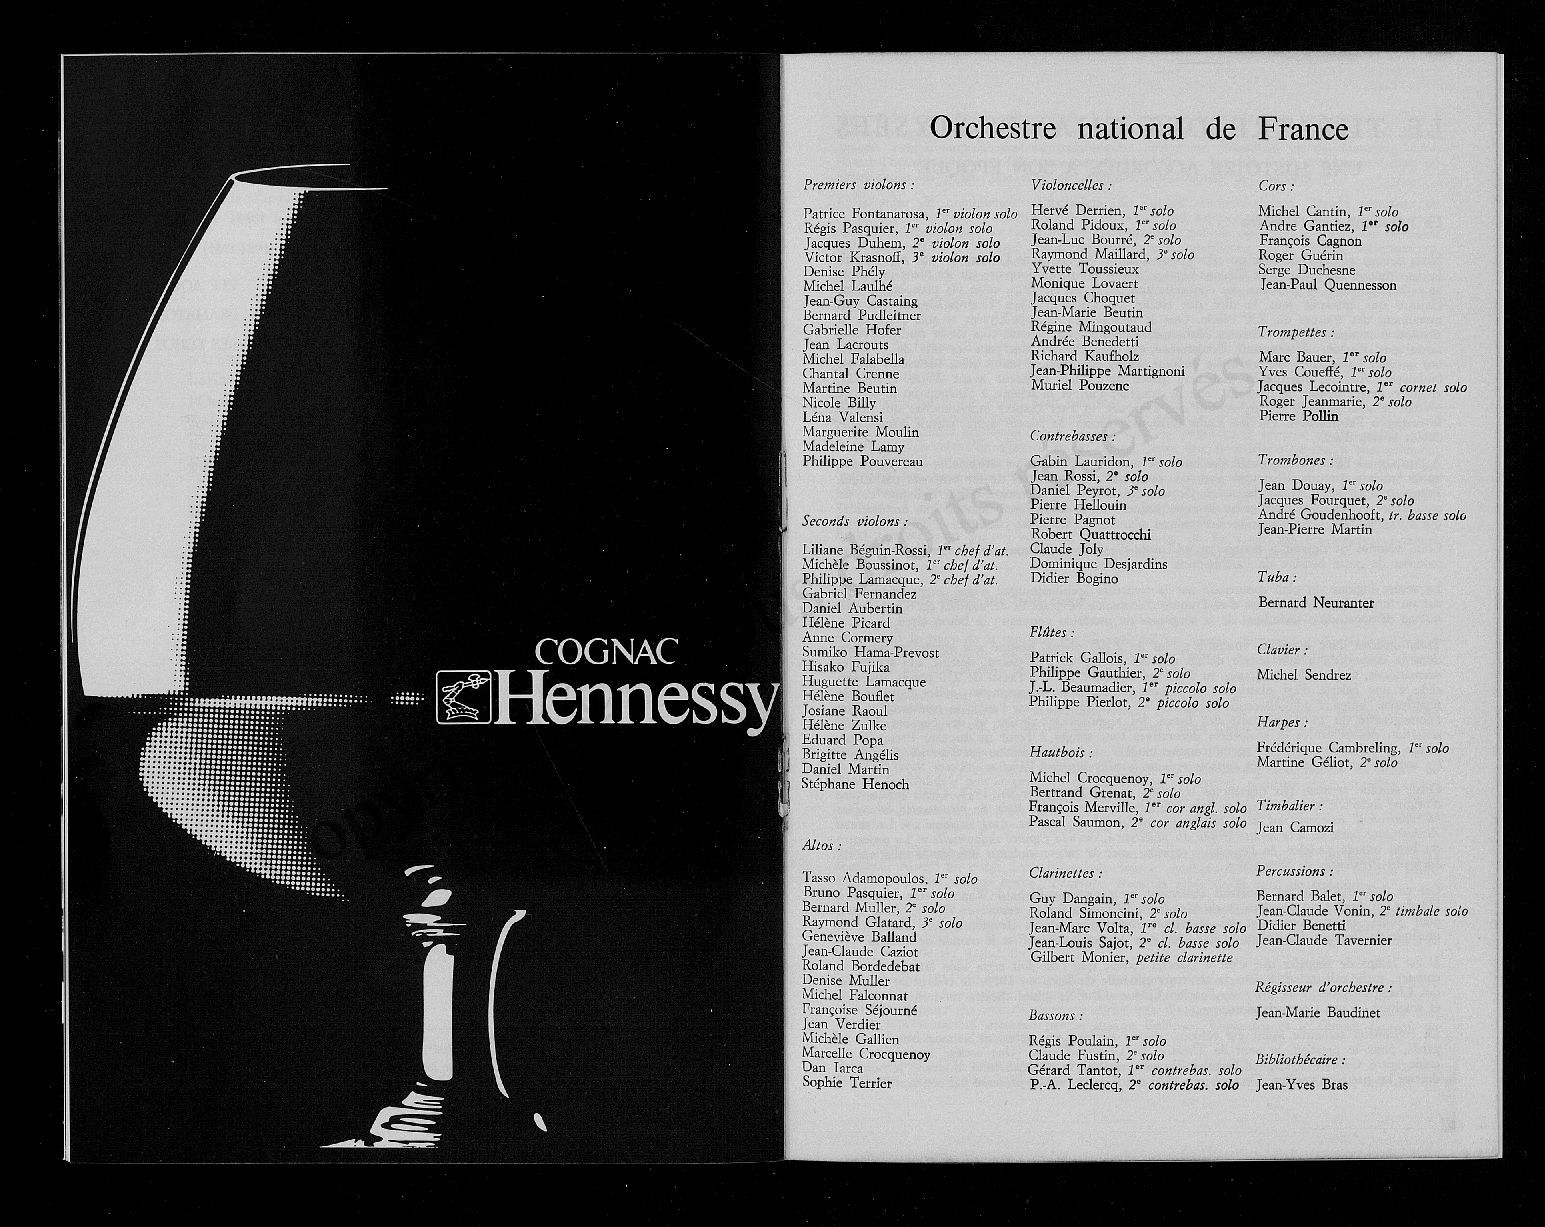 COGNAC
Hennessy
Orchestre national de France
Premiers violons :
Patrice Fontanarosa, 1er violon solo
Régis Pasquier, 1er violon solo
Jacques Duhem, 2e violon solo
Victor Krasnoff, 3e violon solo
Denise Phély
Michel Laulhé
Jean-Guy Castaing
Bernard Pudleitner
Gabrielle Hofer
Jean Lacrouts
Michel Falabella
Chantal Crenne
Martine Beutin
Nicole Billy
Léna Valensi
Marguerite Moulin
Madeleine Lamy
Philippe Pouvereau
Seconds violons :
Liliane Béguin-Rossi, 1er chef d'at.
Michèle Boussinot, 1er chef d'at.
Philippe Lamacque, 2e chef d'at.
Gabriel Fernandez
Daniel Aubertin
Hélène Picard
Anne Cormery
Sumiko Hama-Prevost
Hisako Fujika
Huguette Lamacque
Hélène Bouflet
Josiane Raoul
Hélène Zulke
Eduard Popa
Brigitte Angélis
Daniel Martin
Stéphane Henoch
Altos :
Tasso Adamopoulos, 1er solo
Bruno Pasquier, 1er solo
Bernard Muller, 2e solo
Raymond Glatard, 3e solo
Geneviève Balland
Jean-Claude Caziot
Roland Bordedebat
Denise Muller
Michel Falconnat
Françoise Séjourné
Jean Verdier
Michèle Gallien
Marcelle Crocquenoy
Dan Iarca
Sophie Terrier
Violoncelles :
Hervé Derrien, 1er solo
Roland Pidoux, 1er solo
Jean-Luc Bourré, 2e solo
Raymond Maillard, 3e solo
Yvette Toussieux
Monique Lovaert
Jacques Choquet
Jean-Marie Beutin
Régine Mingoutaud
Andrée Benedetti
Richard Kaufholz
Jean-Philippe Martignoni
Muriel Pouzenc
Contrebasses :
Gabin Lauridon, 1er solo
Jean Rossi, 2e solo
Daniel Peyrot, 3e solo
Pierre Hellouin
Pierre Pagnot
Robert Quattrocchi
Claude Joly
Dominique Desjardins
Didier Bogino
Flûtes :
Patrick Gallois, 1er solo
Philippe Gauthier, 2e solo
J.-L. Beaumadier, 1er piccolo solo
Philippe Pierlot, 2e piccolo solo
Hautbois :
Michel Crocquenoy, 1er solo
Bertrand Grenat, 2e solo
François Merville, 1er cor angl. solo
Pascal Saumon, 2e cor anglais solo
Clarinettes :
Guy Dangain, 1er solo
Roland Simoncini, 2e solo
Jean-Marc Volta, 1re cl. basse solo
Jean-Louis Sajot, 2e cl. basse solo
Gilbert Monier, petite clarinette
Bassons :
Régis Poulain, 1er solo
Claude Fustin, 2e solo
Gérard Tantot, 1er contrebas. solo
P.-A. Leclercq, 2e contrebas. solo
Cors :
Michel Cantin, 1er solo
Andre Gantiez, 1er solo
François Cagnon
Roger Guérin
Serge Duchesne
Jean-Paul Quennesson
Trompettes :
Marc Bauer, 1er solo
Yves Coueffé, 1er solo
Jacques Lecointre, 1er cornet solo
Roger Jeanmarie, 2e solo
Pierre Pollin
Trombones :
Jean Douay, 1er solo
Jacques Fourquet, 2e solo
André Goudenhooft, tr. basse solo
Jean-Pierre Martin
Tuba :
Bernard Neuranter
Clavier :
Michel Sendrez
Harpes :
Frédérique Cambreling, 1er solo
Martine Géliot, 2e solo
Timbalier :
Jean Camozi
Percussions :
Bernard Balet, 1er solo
Jean-Claude Vonin, 2e timbale solo
Didier Benetti
Jean-Claude Tavernier
Régisseur d'orchestre :
Jean-Marie Baudinet
Bibliothécaire :
Jean-Yves Bras
droits réservés